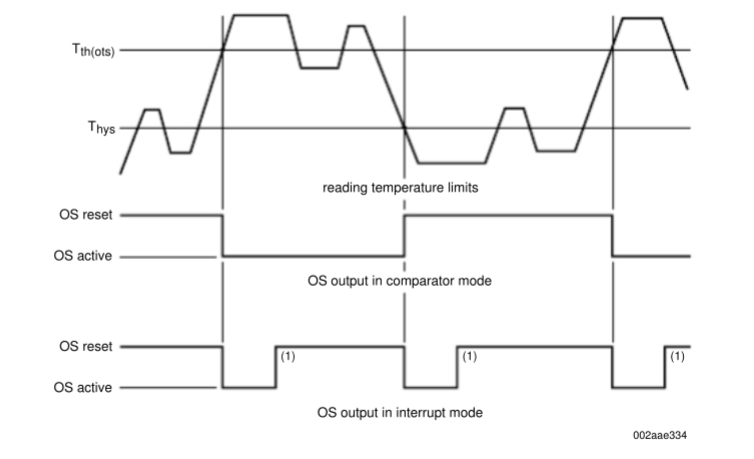 Tth(ots)
Thys
reading temperature limits
OS reset
OS active
OS output in comparator mode
OS reset
(1) (1) (1)
OS active
OS output in interrupt mode
002aae334